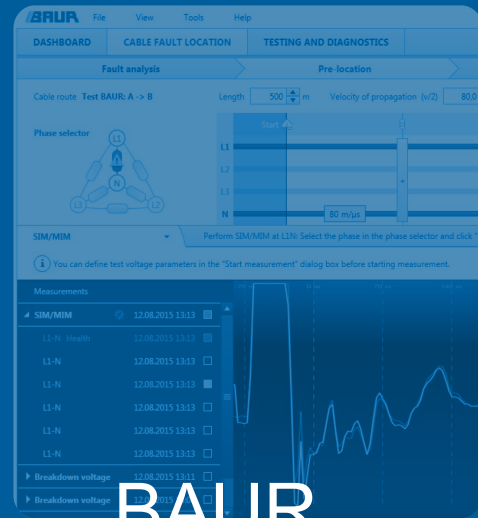 BAUR File View Tools Help
DASHBOARD CABLE FAULT LOCATION TESTING AND DIAGNOSTICS
Fault analysis Pre-location
Cable route Test BAUR: A -> B Length 500 m Velocity of propagation (v/2) 80,0
Start
Phase selector
L1
L1
L2
N
L3
L3 L2
N
80 m/µs
SIM/MIM Perform SIM/MIM at L1N: Select the phase in the phase selector and click "
i You can define test voltage parameters in the "Start measurement" dialog box before starting measurement.
Measurements
SIM/MIM 12.08.2015 13:13
L1-N Health 12.08.2015 13:13
L1-N 12.08.2015 13:13
L1-N 12.08.2015 13:13
L1-N 12.08.2015 13:13
L1-N 12.08.2015 13:13
L1-N 12.08.2015 13:13
Breakdown voltage 12.08.2015 13:11
Breakdown voltage
BAUR